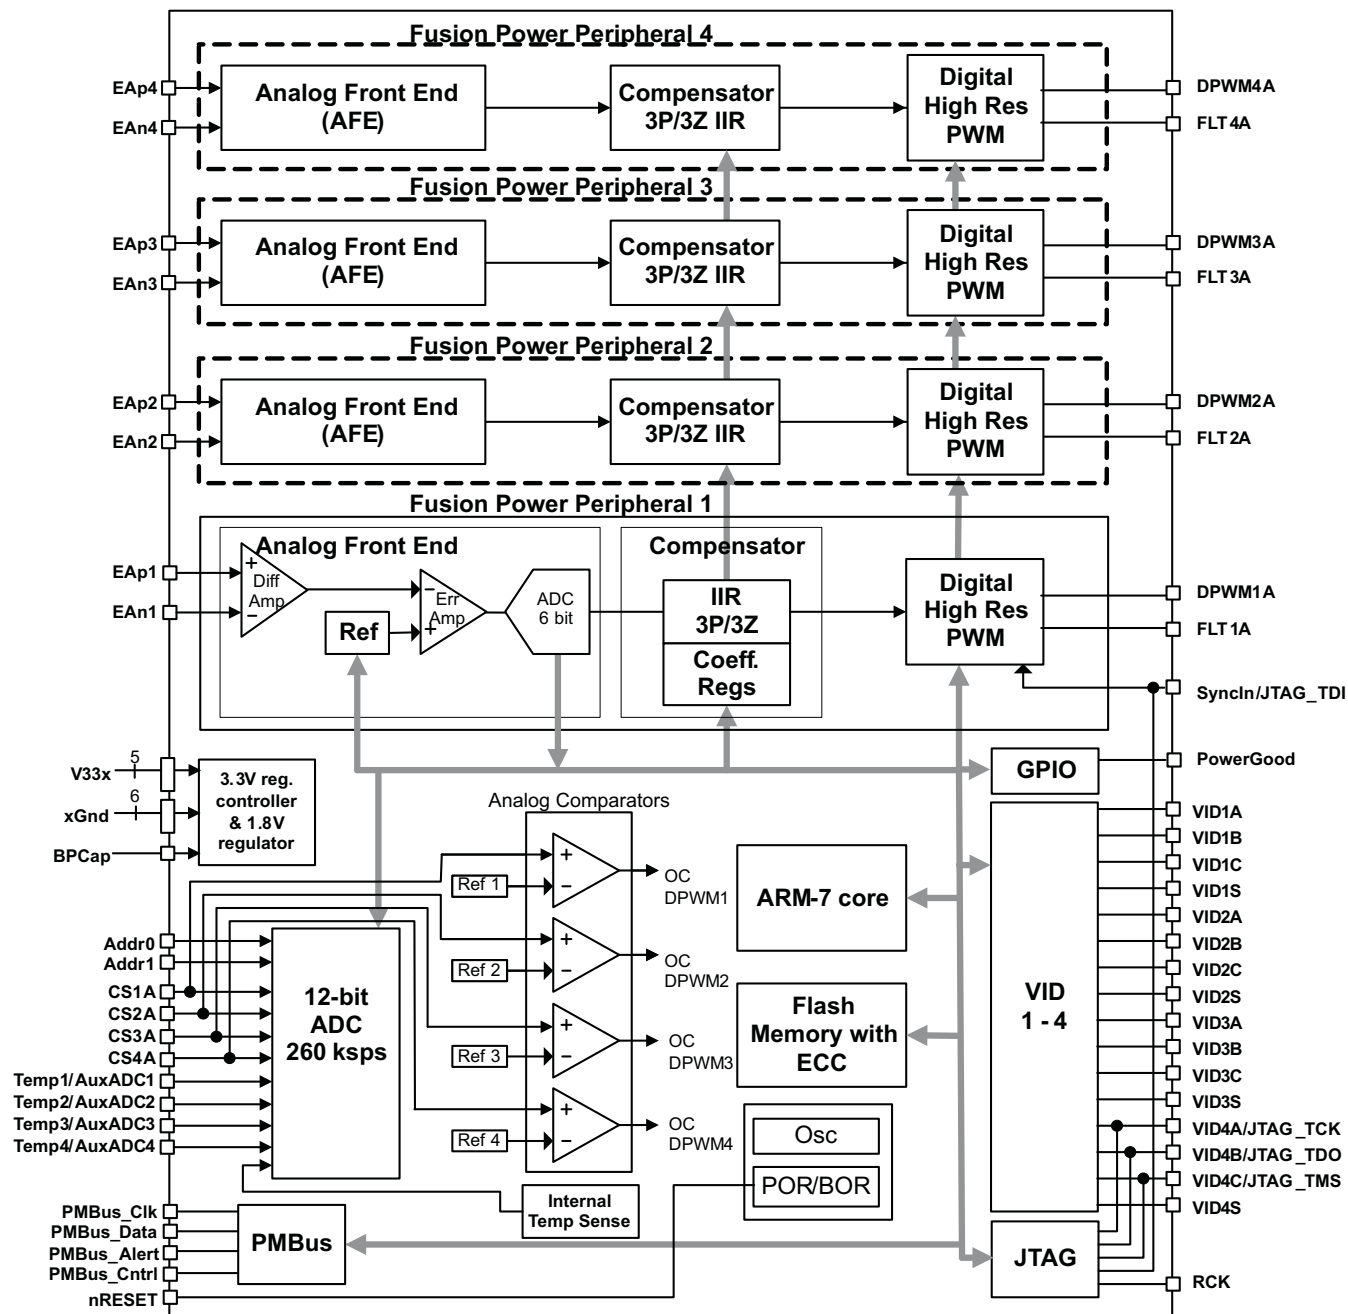 Fusion Power Peripheral 4
EAp4
EAn4
Analog Front End
(AFE)
Compensator
3P/3Z IIR
Digital
High Res
PWM
DPWM4A
FLT4A
Fusion Power Peripheral 3
EAp3
EAn3
Analog Front End
(AFE)
Compensator
3P/3Z IIR
Digital
High Res
PWM
DPWM3A
FLT3A
Fusion Power Peripheral 2
EAp2
EAn2
Analog Front End
(AFE)
Compensator
3P/3Z IIR
Digital
High Res
PWM
DPWM2A
FLT2A
Fusion Power Peripheral 1
Analog Front End
Compensator
EAp1
EAn1
+
Diff
Amp
−
Ref
−
Err
Amp
+
ADC
6 bit
IIR
3P/3Z
Coeff.
Regs
Digital
High Res
PWM
DPWM1A
FLT1A
SyncIn/JTAG_TDI
V33x
5
xGnd
6
BPCap
3.3V reg.
controller
& 1.8V
regulator
GPIO
PowerGood
Analog Comparators
Ref 1
+
−
OC
DPWM1
Ref 2
+
−
OC
DPWM2
Ref 3
+
−
OC
DPWM3
Ref 4
+
−
OC
DPWM4
Addr0
Addr1
CS1A
CS2A
CS3A
CS4A
Temp1/AuxADC1
Temp2/AuxADC2
Temp3/AuxADC3
Temp4/AuxADC4
12-bit
ADC
260 ksps
ARM-7 core
Flash
Memory with
ECC
Osc
POR/BOR
Internal
Temp Sense
VID
1 - 4
VID1A
VID1B
VID1C
VID1S
VID2A
VID2B
VID2C
VID2S
VID3A
VID3B
VID3C
VID3S
VID4A/JTAG_TCK
VID4B/JTAG_TDO
VID4C/JTAG_TMS
VID4S
PMBus_Clk
PMBus_Data
PMBus_Alert
PMBus_Cntrl
nRESET
PMBus
JTAG
RCK